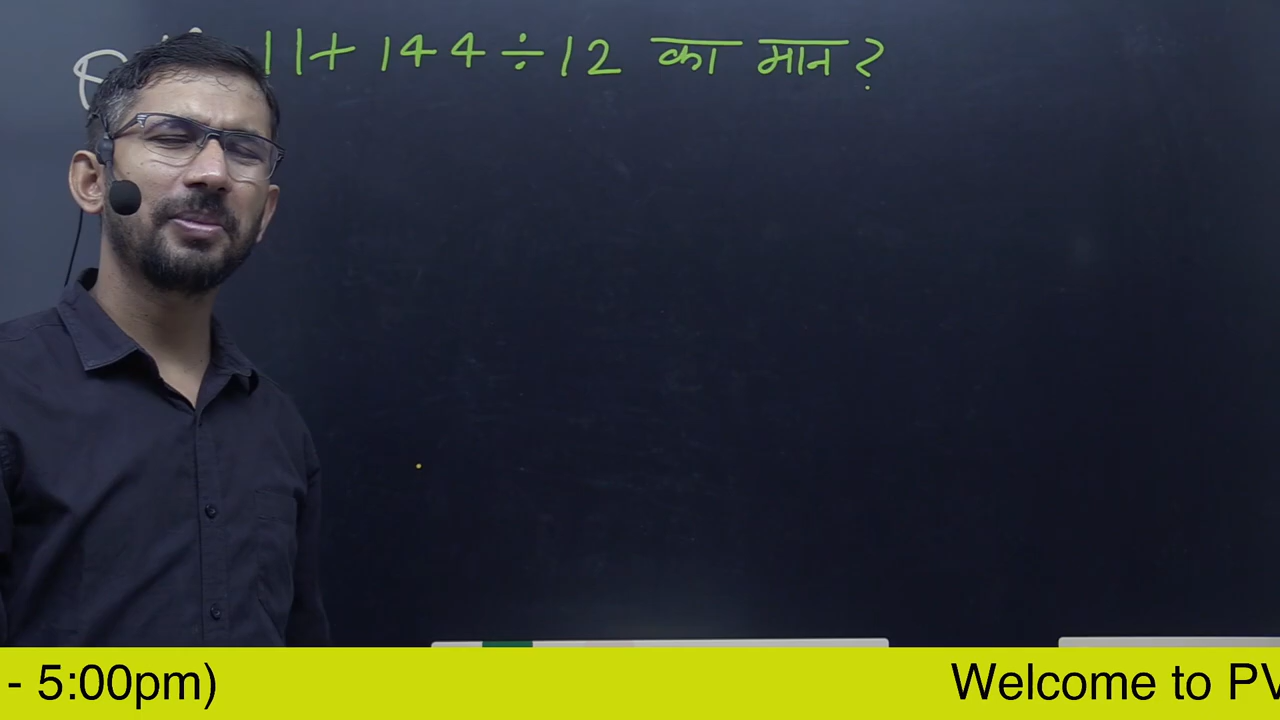 11 + 144 ÷ 12 का मान ?
- 5:00pm) Welcome to PV